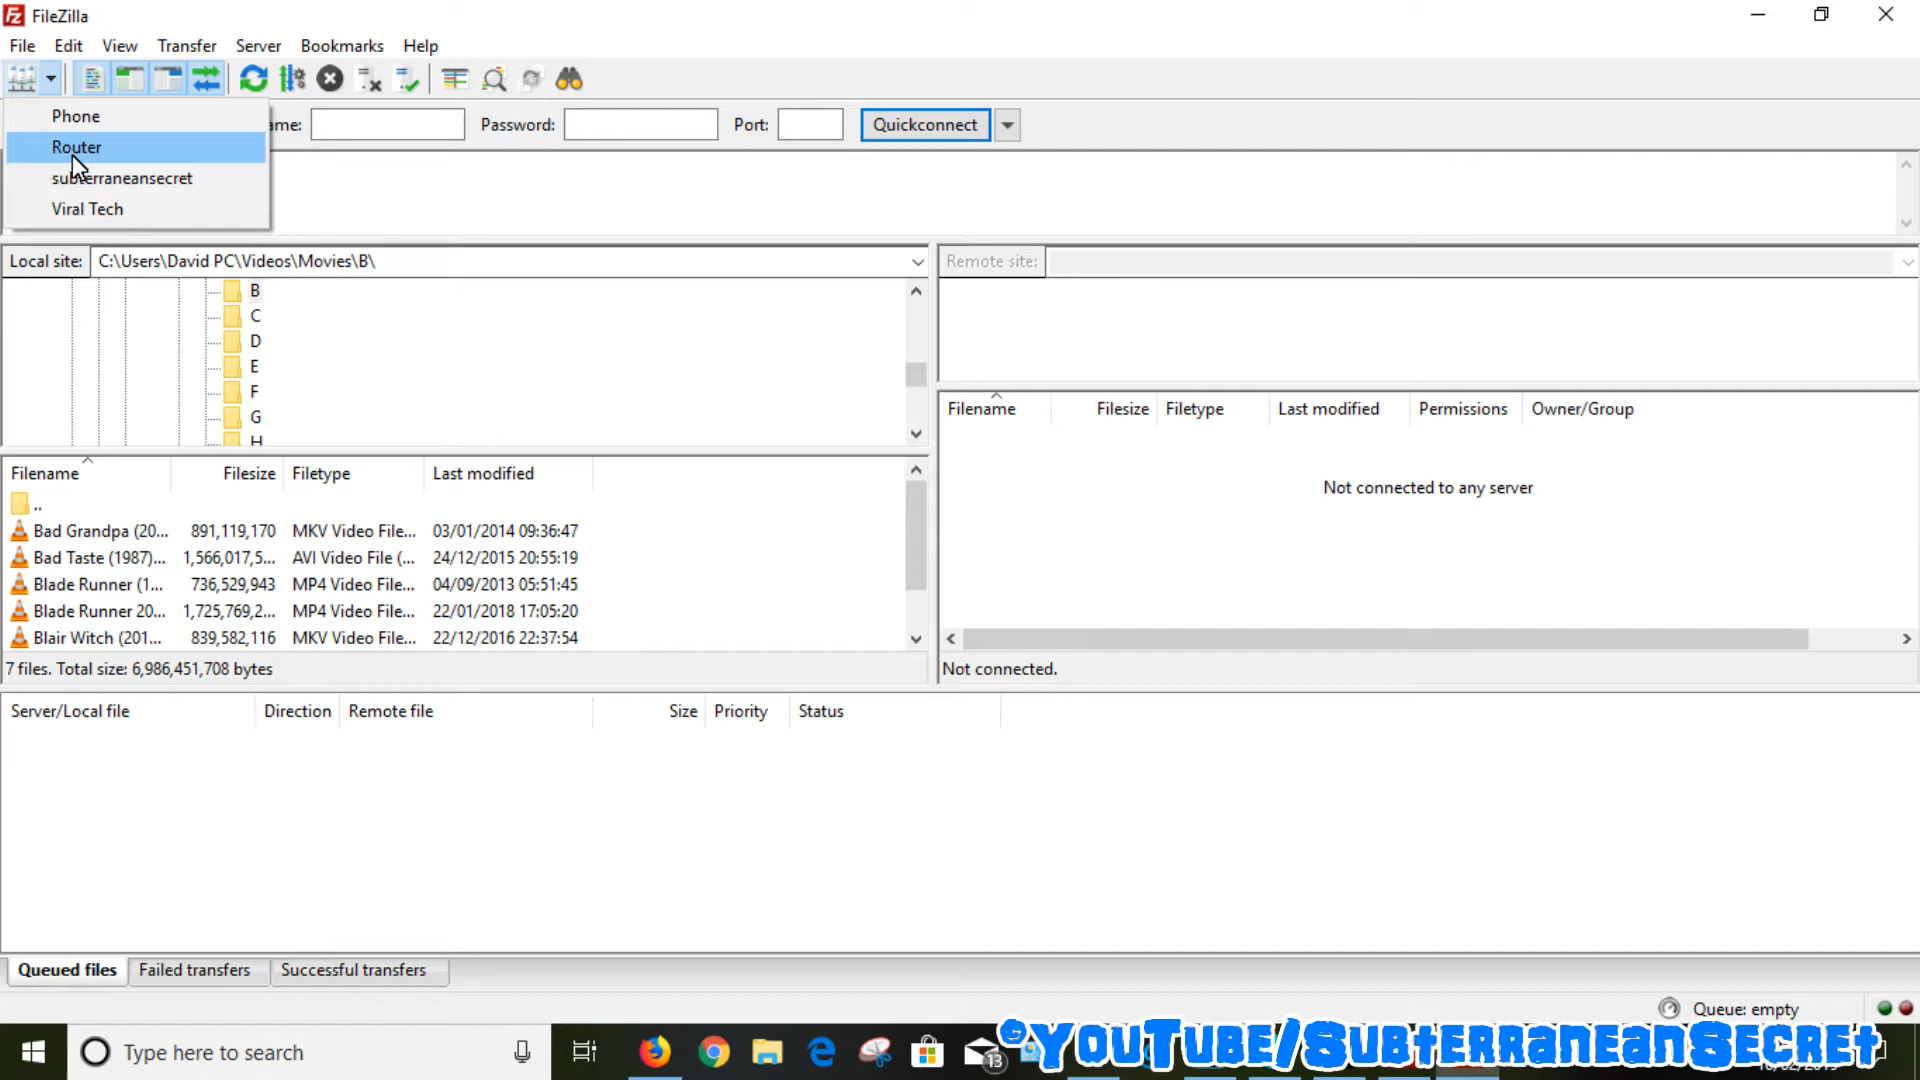 FileZilla
File Edit View Transfer Server Bookmarks Help
Phone
Router
subterraneansecret
Viral Tech
ame: Password: Port: Quickconnect
Local site: C:\Users\David PC\Videos\Movies\B\
B
C
D
E
F
G
H
Filename Filesize Filetype Last modified
..
Bad Grandpa (20... 891,119,170 MKV Video File... 03/01/2014 09:36:47
Bad Taste (1987)... 1,566,017,5... AVI Video File (... 24/12/2015 20:55:19
Blade Runner (1... 736,529,943 MP4 Video File... 04/09/2013 05:51:45
Blade Runner 20... 1,725,769,2... MP4 Video File... 22/01/2018 17:05:20
Blair Witch (201... 839,582,116 MKV Video File... 22/12/2016 22:37:54
7 files. Total size: 6,986,451,708 bytes
Remote site:
Filename Filesize Filetype Last modified Permissions Owner/Group
Not connected to any server
Not connected.
Server/Local file Direction Remote file Size Priority Status
Queued files Failed transfers Successful transfers
Queue: empty
Type here to search
13
©YouTube/SubterraneanSecret